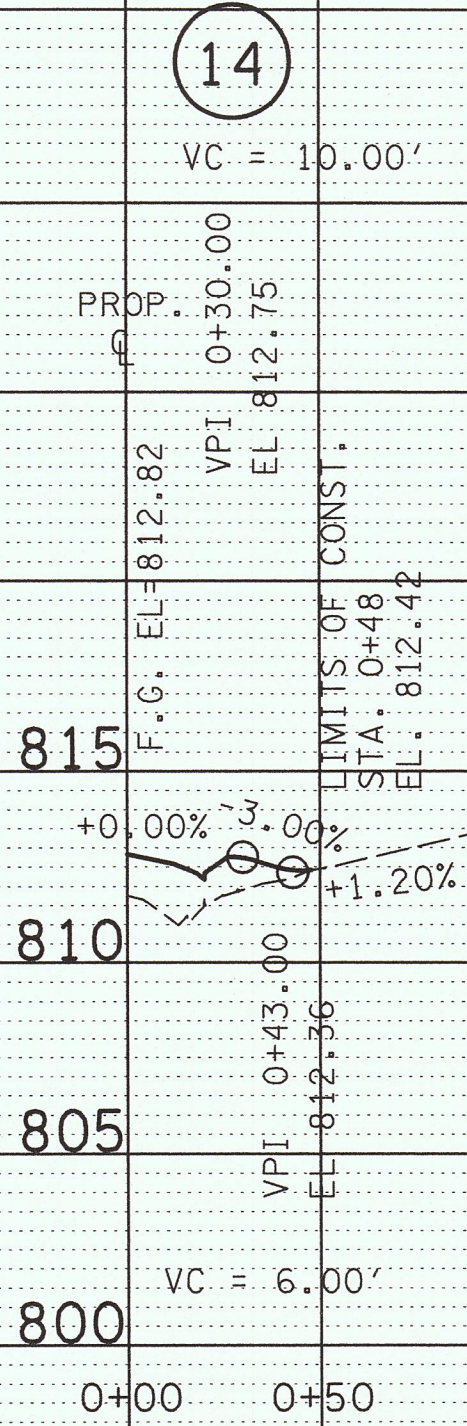 14
VC = 10.00'
PROP.
℄
VPI 0+30.00
EL 812.75
F.G. EL=812.82
LIMITS OF CONST.
STA. 0+48
EL. 812.42
815
+0.00%
-3.00%
+1.20%
810
VPI 0+43.00
EL 812.36
805
VC = 6.00'
800
0+00 0+50